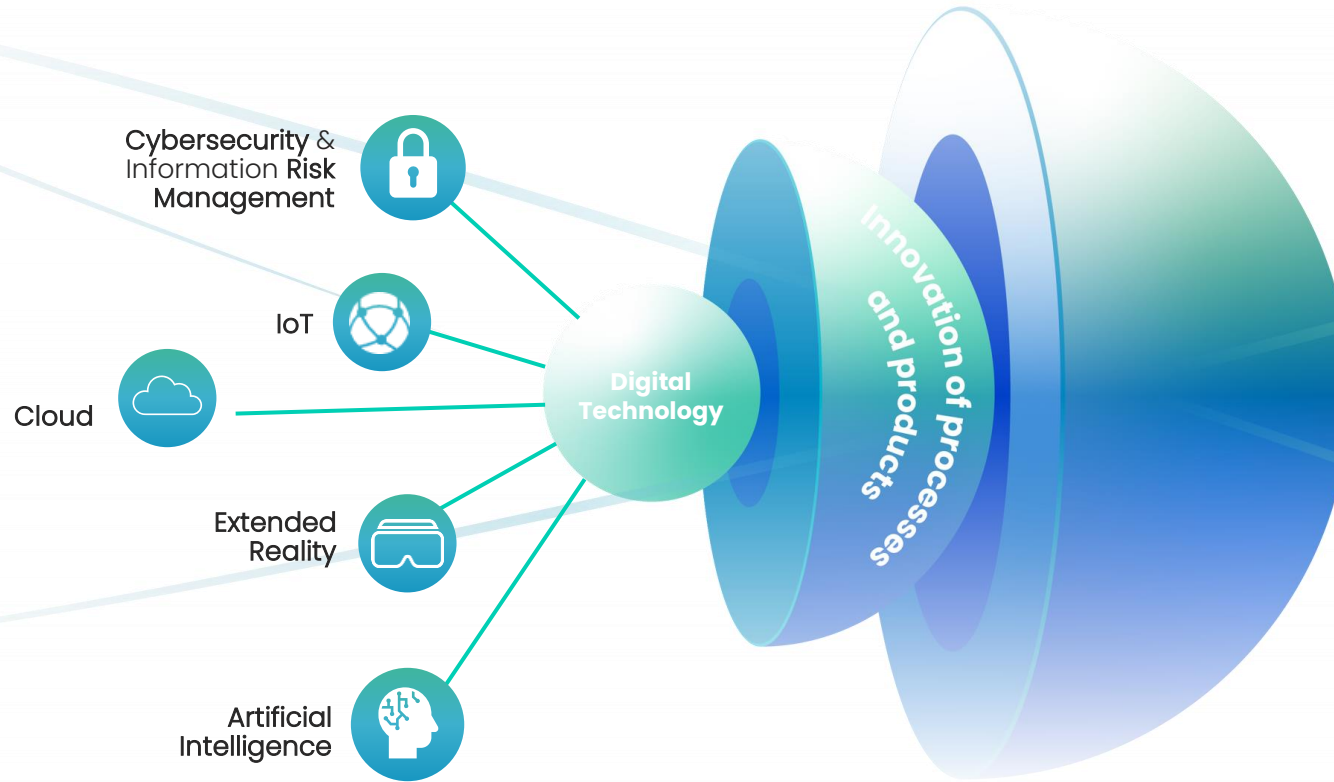 Cybersecurity &
Information Risk
Management
IoT
Cloud
Extended
Reality
Artificial
Intelligence
Digital
Technology
Innovation of processes
and products